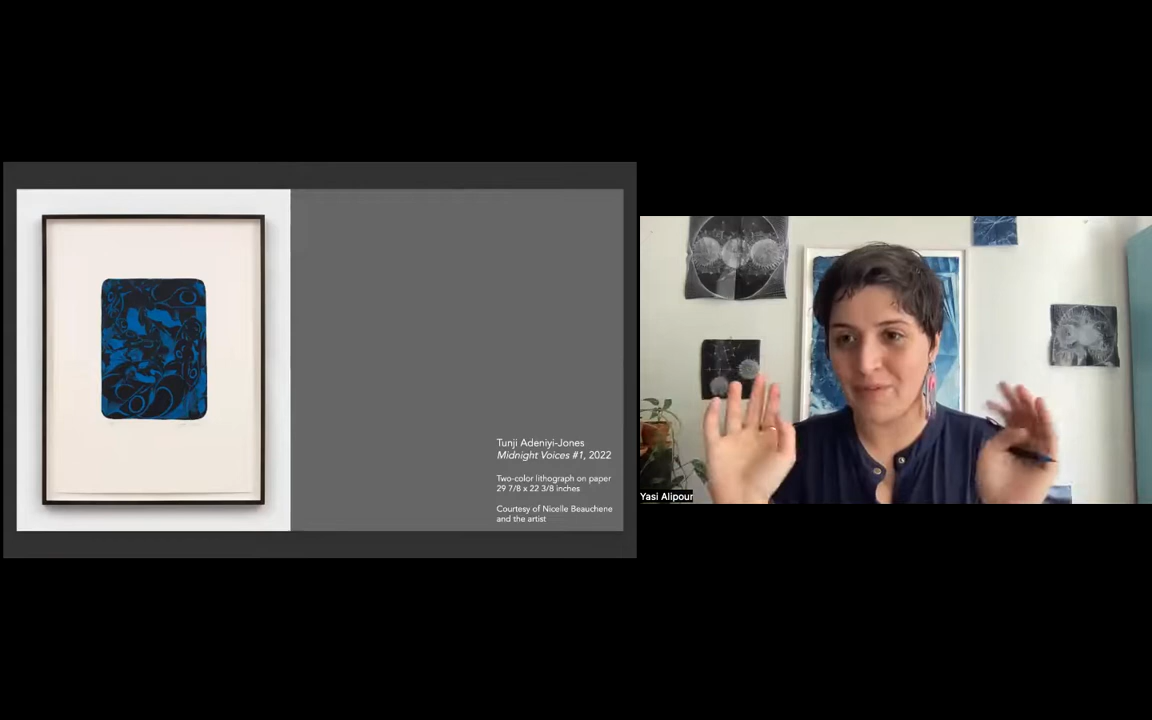 Tunji Adeniyi-Jones
Midnight Voices #1, 2022
Two-color lithograph on paper
29 7/8 x 22 3/8 inches
Courtesy of Nicelle Beauchene
and the artist
Yasi Alipour